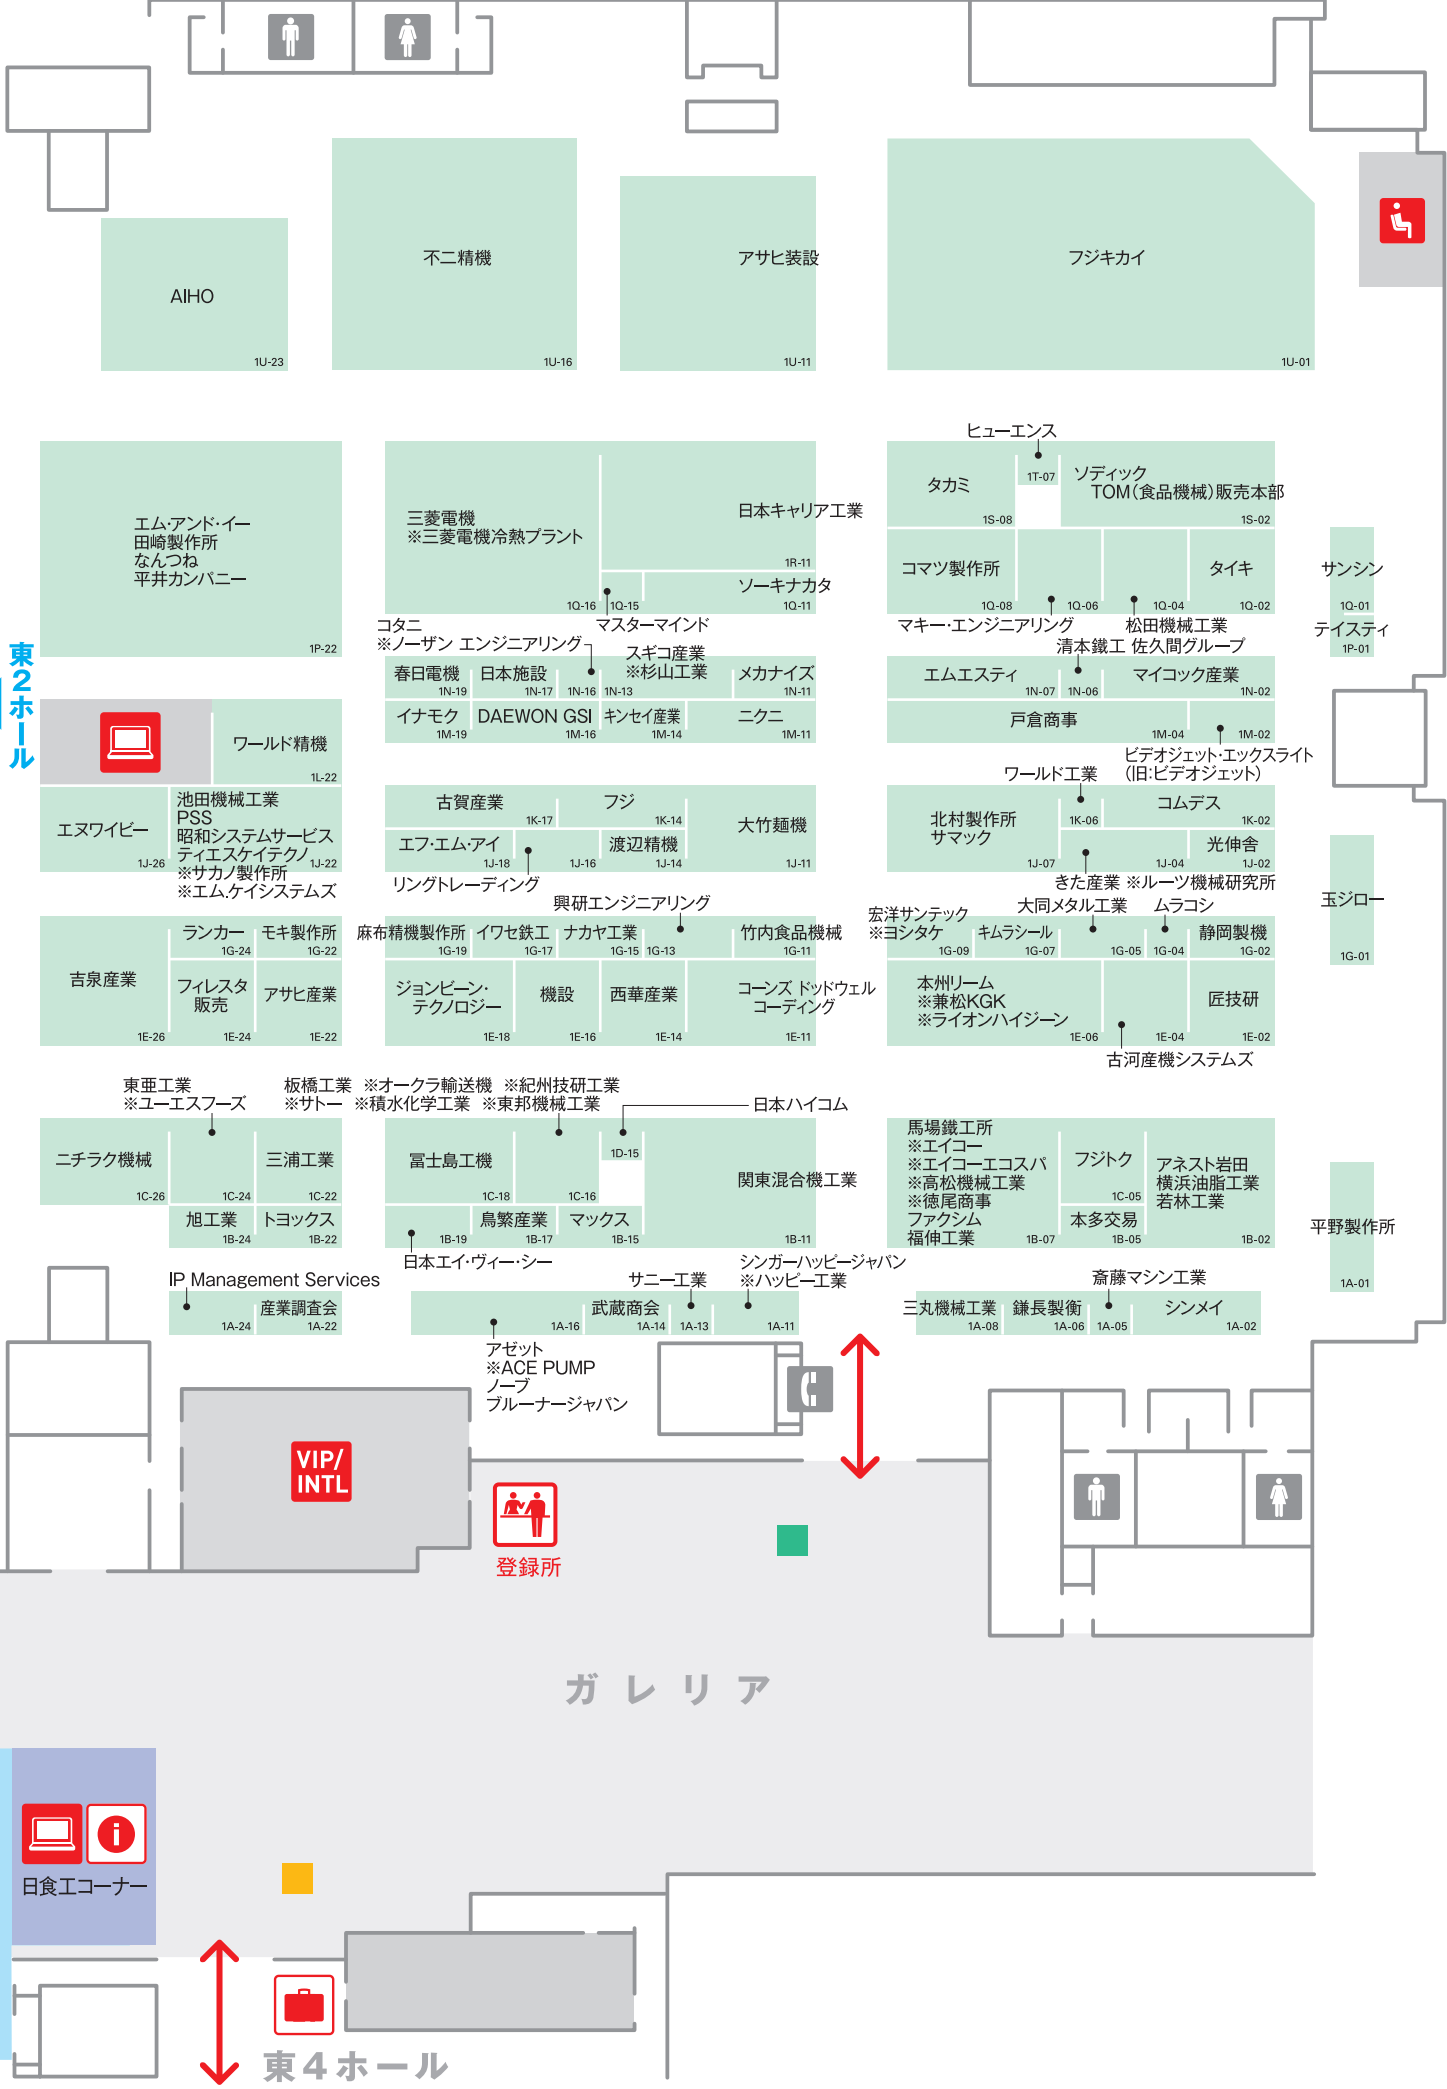 AIHO
1U-23
不二精機
1U-16
アサヒ装設
1U-11
フジキカイ
1U-01
エム・アンド・イー
田崎製作所
なんつね
平井カンパニー
1P-22
三菱電機
※三菱電機冷熱プラント
1Q-16
日本キャリア工業
1R-11
1Q-15
マスターマインド
ソーキナカタ
1Q-11
ヒューエンス
1T-07
タカミ
1S-08
ソディック
TOM(食品機械)販売本部
1S-02
コマツ製作所
1Q-08
1Q-06
マキー・エンジニアリング
1Q-04
松田機械工業
タイキ
1Q-02
サンシン
1Q-01
テイスティ
1P-01
東2ホール
コタニ
※ノーザン エンジニアリング
春日電機
1N-19
日本施設
1N-17
1N-16
スギコ産業
※杉山工業
1N-13
メカナイズ
1N-11
イナモク
1M-19
DAEWON GSI
1M-16
キンセイ産業
1M-14
ニクニ
1M-11
清本鐵工 佐久間グループ
エムエスティ
1N-07
1N-06
マイコック産業
1N-02
戸倉商事
1M-04
1M-02
ビデオジェット・エックスライト
(旧:ビデオジェット)
ワールド精機
1L-22
エヌワイビー
1J-26
池田機械工業
PSS
昭和システムサービス
ティエスケイテクノ
※サカノ製作所
※エム.ケイシステムズ
1J-22
古賀産業
1K-17
フジ
1K-14
大竹麺機
1J-11
エフ・エム・アイ
1J-18
1J-16
リングトレーディング
渡辺精機
1J-14
ワールド工業
北村製作所
サマック
1J-07
1K-06
コムデス
1K-02
1J-04
きた産業 ※ルーツ機械研究所
光伸舎
1J-02
玉ジロー
1G-01
吉泉産業
1E-26
ランカー
1G-24
モキ製作所
1G-22
フィレスタ
販売
1E-24
アサヒ産業
1E-22
興研エンジニアリング
麻布精機製作所
1G-19
イワセ鉄工
1G-17
ナカヤ工業
1G-15
1G-13
竹内食品機械
1G-11
ジョンビーン・
テクノロジー
1E-18
機設
1E-16
西華産業
1E-14
コーンズ ドッドウェル
コーディング
1E-11
宏洋サンテック
※ヨシタケ
1G-09
キムラシール
1G-07
大同メタル工業
1G-05
ムラコシ
1G-04
静岡製機
1G-02
本州リーム
※兼松KGK
※ライオンハイジーン
1E-06
1E-04
古河産機システムズ
匠技研
1E-02
東亜工業
※ユーエスフーズ
ニチラク機械
1C-26
1C-24
三浦工業
1C-22
旭工業
1B-24
トヨックス
1B-22
板橋工業 ※オークラ輸送機 ※紀州技研工業
※サトー ※積水化学工業 ※東邦機械工業
日本ハイコム
1D-15
冨士島工機
1C-18
1C-16
関東混合機工業
1B-11
1B-19
日本エイ・ヴィー・シー
鳥繁産業
1B-17
マックス
1B-15
馬場鐵工所
※エイコー
※エイコーエコスパ
※高松機械工業
※徳尾商事
ファクシム
福伸工業
1B-07
フジトク
1C-05
本多交易
1B-05
アネスト岩田
横浜油脂工業
若林工業
1B-02
平野製作所
1A-01
IP Management Services
1A-24
産業調査会
1A-22
1A-16
アゼット
※ACE PUMP
ノーブ
ブルーナージャパン
武蔵商会
1A-14
サニー工業
1A-13
シンガーハッピージャパン
※ハッピー工業
1A-11
三丸機械工業
1A-08
鎌長製衡
1A-06
斎藤マシン工業
1A-05
シンメイ
1A-02
VIP/
INTL
登録所
ガレリア
i
日食工コーナー
東4ホール